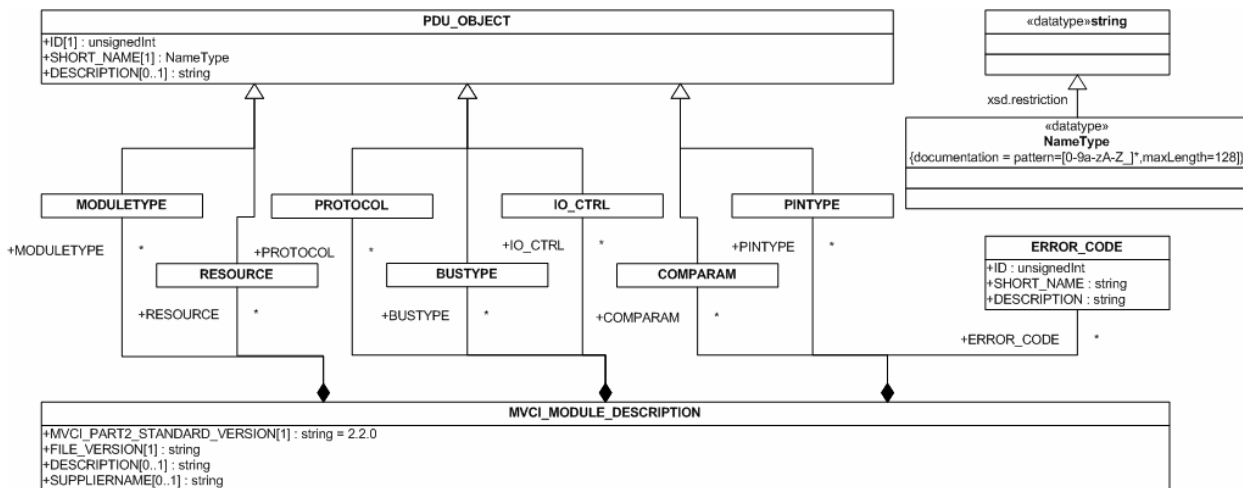 PDU_OBJECT
+ID[1] : unsignedInt
+SHORT_NAME[1] : NameType
+DESCRIPTION[0..1] : string
«datatype»string
xsd.restriction
«datatype»
NameType
{documentation = pattern=[0-9a-zA-Z_]*,maxLength=128]}
MODULETYPE
PROTOCOL
IO_CTRL
PINTYPE
+MODULETYPE *
+PROTOCOL *
+IO_CTRL *
+PINTYPE *
RESOURCE
BUSTYPE
COMPARAM
ERROR_CODE
+ID : unsignedInt
+SHORT_NAME : string
+DESCRIPTION : string
+RESOURCE *
+BUSTYPE *
+COMPARAM *
+ERROR_CODE *
MVCI_MODULE_DESCRIPTION
+MVCI_PART2_STANDARD_VERSION[1] : string = 2.2.0
+FILE_VERSION[1] : string
+DESCRIPTION[0..1] : string
+SUPPLIERNAME[0..1] : string